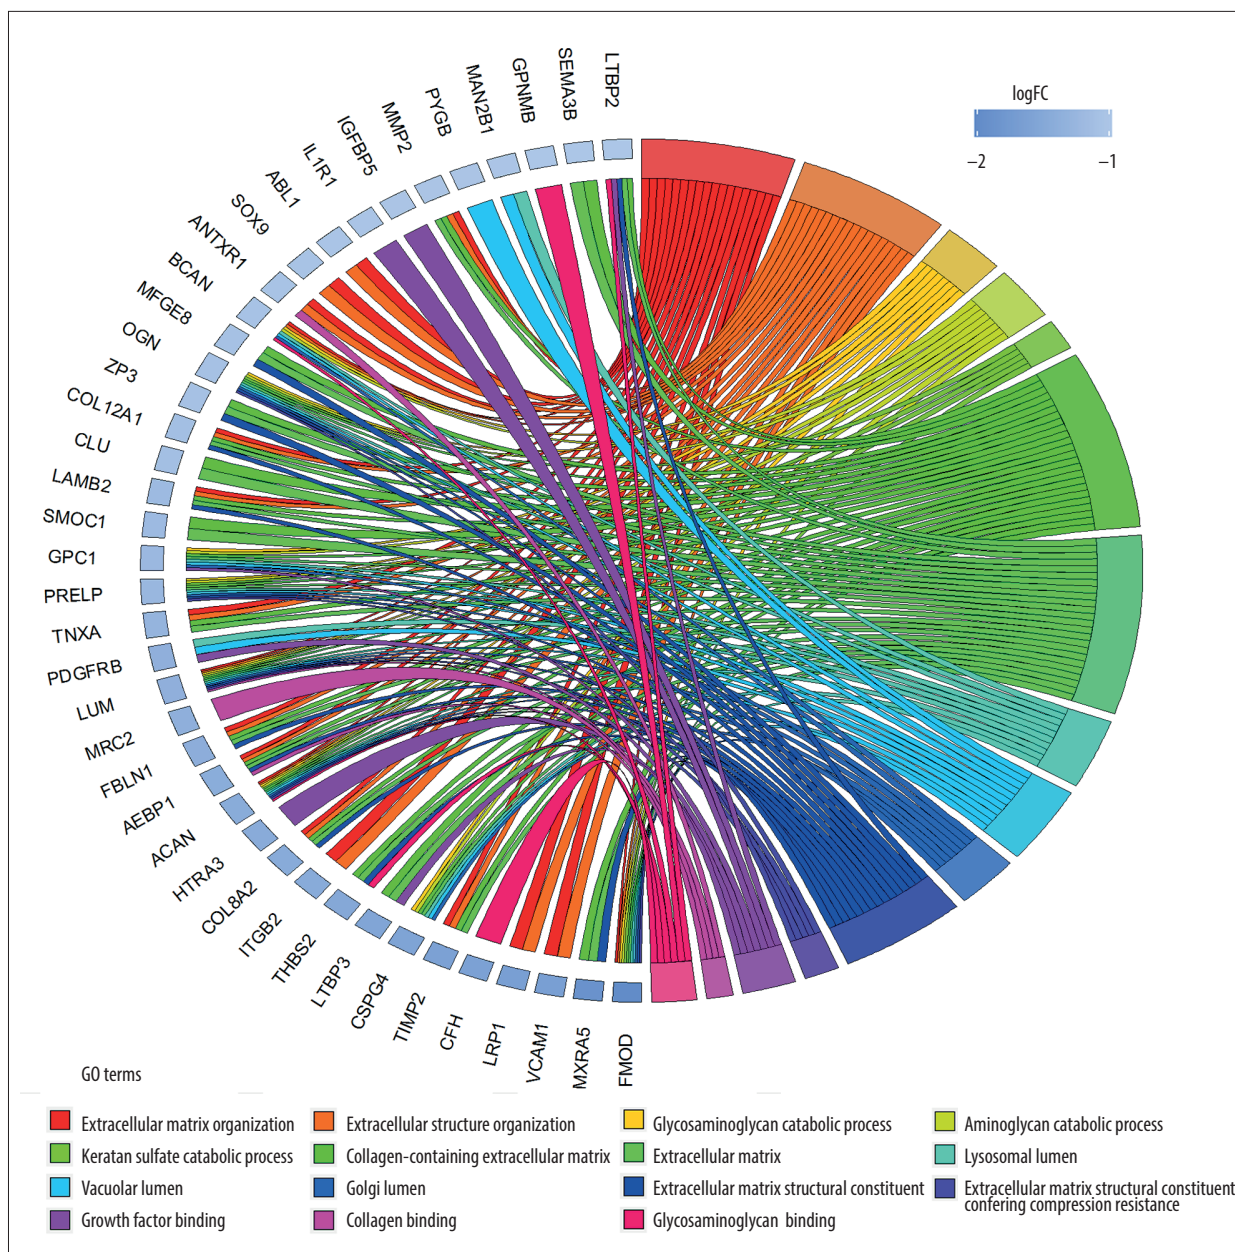 LTBP2
SEMA3B
GPNMB
MAN2B1
PYGB
MMP2
IGFBP5
IL1R1
ABL1
SOX9
ANTXR1
BCAN
MFGE8
OGN
ZP3
COL12A1
CLU
LAMB2
SMOC1
GPC1
PRELP
TNXA
PDGFRB
LUM
MRC2
FBLN1
AEBP1
ACAN
HTRA3
COL8A2
ITGB2
THBS2
LTBP3
CSPG4
TIMP2
CFH
LRP1
VCAM1
MXRA5
FMOD
logFC
−2 −1
GO terms
Extracellular matrix organization
Extracellular structure organization
Glycosaminoglycan catabolic process
Aminoglycan catabolic process
Keratan sulfate catabolic process
Collagen-containing extracellular matrix
Extracellular matrix
Lysosomal lumen
Vacuolar lumen
Golgi lumen
Extracellular matrix structural constituent
Extracellular matrix structural constituent
confering compression resistance
Growth factor binding
Collagen binding
Glycosaminoglycan binding